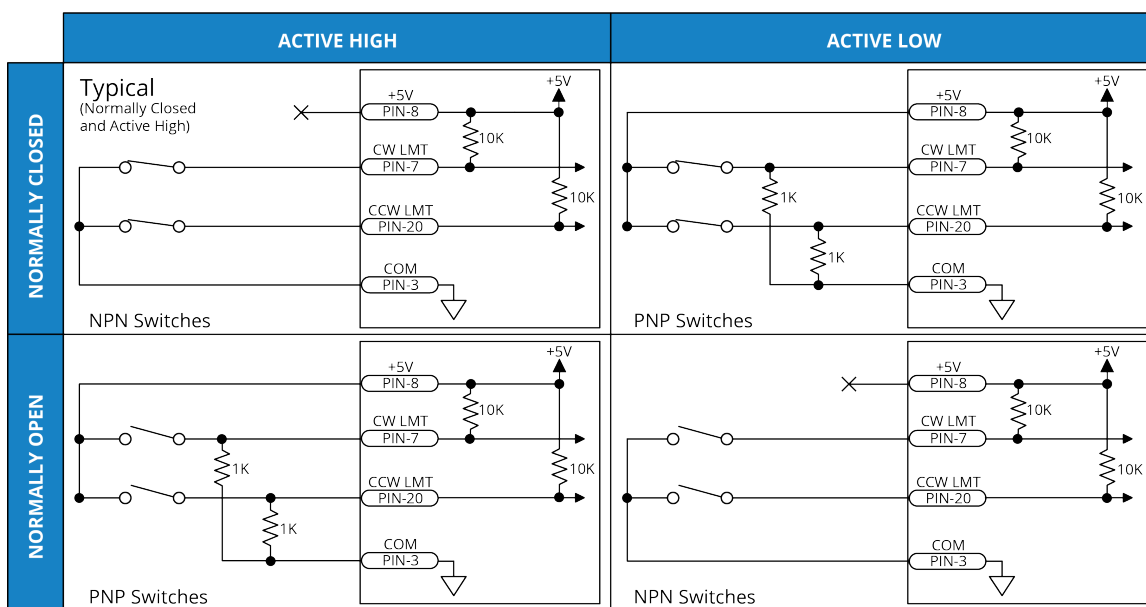 ACTIVE HIGH
ACTIVE LOW
NORMALLY CLOSED
Typical
(Normally Closed
and Active High)
+5V
+5V
PIN-8
10K
CW LMT
PIN-7
10K
CCW LMT
PIN-20
COM
PIN-3
NPN Switches
+5V
+5V
PIN-8
10K
CW LMT
PIN-7
1K
10K
CCW LMT
PIN-20
1K
COM
PIN-3
PNP Switches
NORMALLY OPEN
+5V
+5V
PIN-8
10K
CW LMT
PIN-7
1K
10K
CCW LMT
PIN-20
1K
COM
PIN-3
PNP Switches
+5V
+5V
PIN-8
10K
CW LMT
PIN-7
10K
CCW LMT
PIN-20
COM
PIN-3
NPN Switches